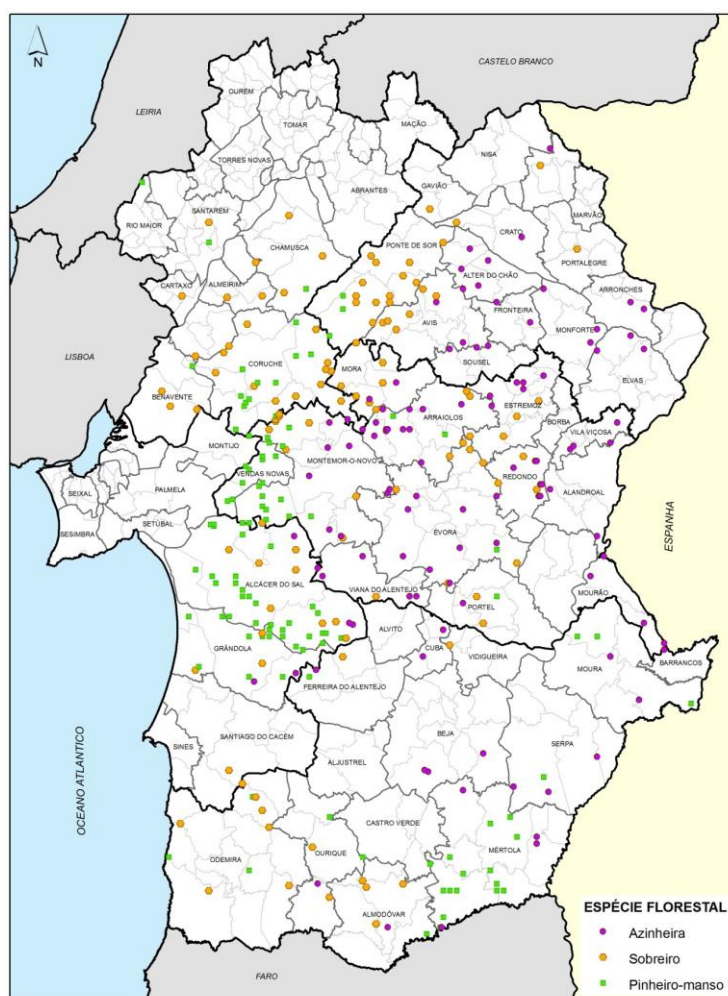 N
CASTELO BRANCO
LEIRIA
OURÉM
TOMAR
MAÇÃO
TORRES NOVAS
NISA
ABRANTES
GAVIÃO
RIO MAIOR
SANTARÉM
MARVÃO
CHAMUSCA
CRATO
PONTE DE SOR
PORTALEGRE
ALTER DO CHÃO
CARTAXO
ALMEIRIM
ARRONCHES
FRONTEIRA
AVIS
MONFORTE
LISBOA
CORUCHE
SOUSEL
MORA
ELVAS
BENAVENTE
ARRAIOLOS
ESTREMOZ
BORBA
VILA VIÇOSA
MONTIJO
MONTEMOR-O-NOVO
VENDAS NOVAS
REDONDO
PALMELA
SEIXAL
ALANDROAL
SETÚBAL
SESIMBRA
ÉVORA
ESPANHA
ALCÁCER DO SAL
VIANA DO ALENTEJO
MOURÃO
PORTEL
ALVITO
GRÂNDOLA
CUBA
VIDIGUEIRA
MOURA
BARRANCOS
FERREIRA DO ALENTEJO
SANTIAGO DO CACÉM
BEJA
SERPA
SINES
ALJUSTREL
OCEANO ATLANTICO
CASTRO VERDE
MÉRTOLA
OURIQUE
ODEMIRA
ALMODÔVAR
FARO
ESPÉCIE FLORESTAL
Azinheira
Sobreiro
Pinheiro-manso